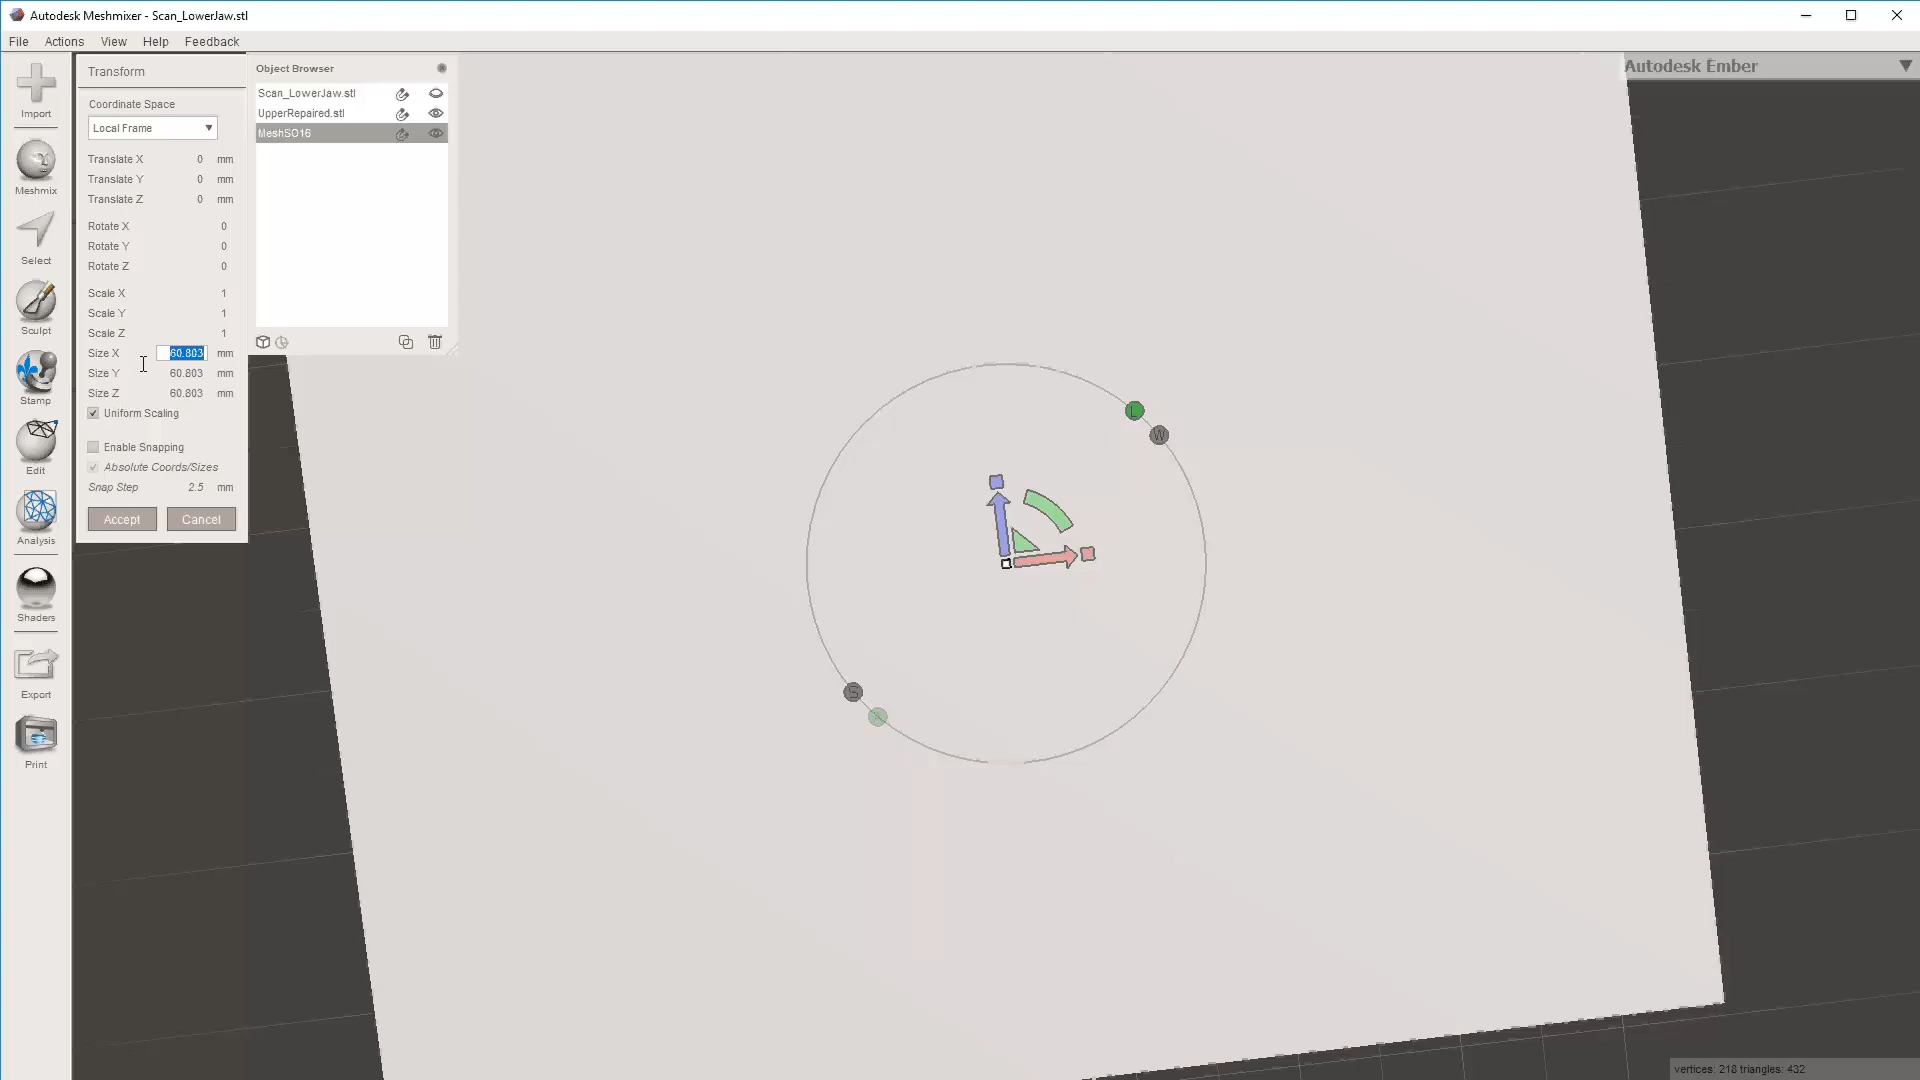 Autodesk Meshmixer - Scan_LowerJaw.stl
File Actions View Help Feedback
Import
Meshmix
Select
Sculpt
Stamp
Edit
Analysis
Shaders
Export
Print
Transform
Coordinate Space
Local Frame
Translate X 0 mm
Translate Y 0 mm
Translate Z 0 mm
Rotate X 0
Rotate Y 0
Rotate Z 0
Scale X 1
Scale Y 1
Scale Z 1
Size X 60.803 mm
Size Y 60.803 mm
Size Z 60.803 mm
Uniform Scaling
Enable Snapping
Absolute Coords/Sizes
Snap Step 2.5 mm
Accept Cancel
Object Browser
Scan_LowerJaw.stl
UpperRepaired.stl
MeshSO16
Autodesk Ember
L
W
S
vertices: 218 triangles: 432